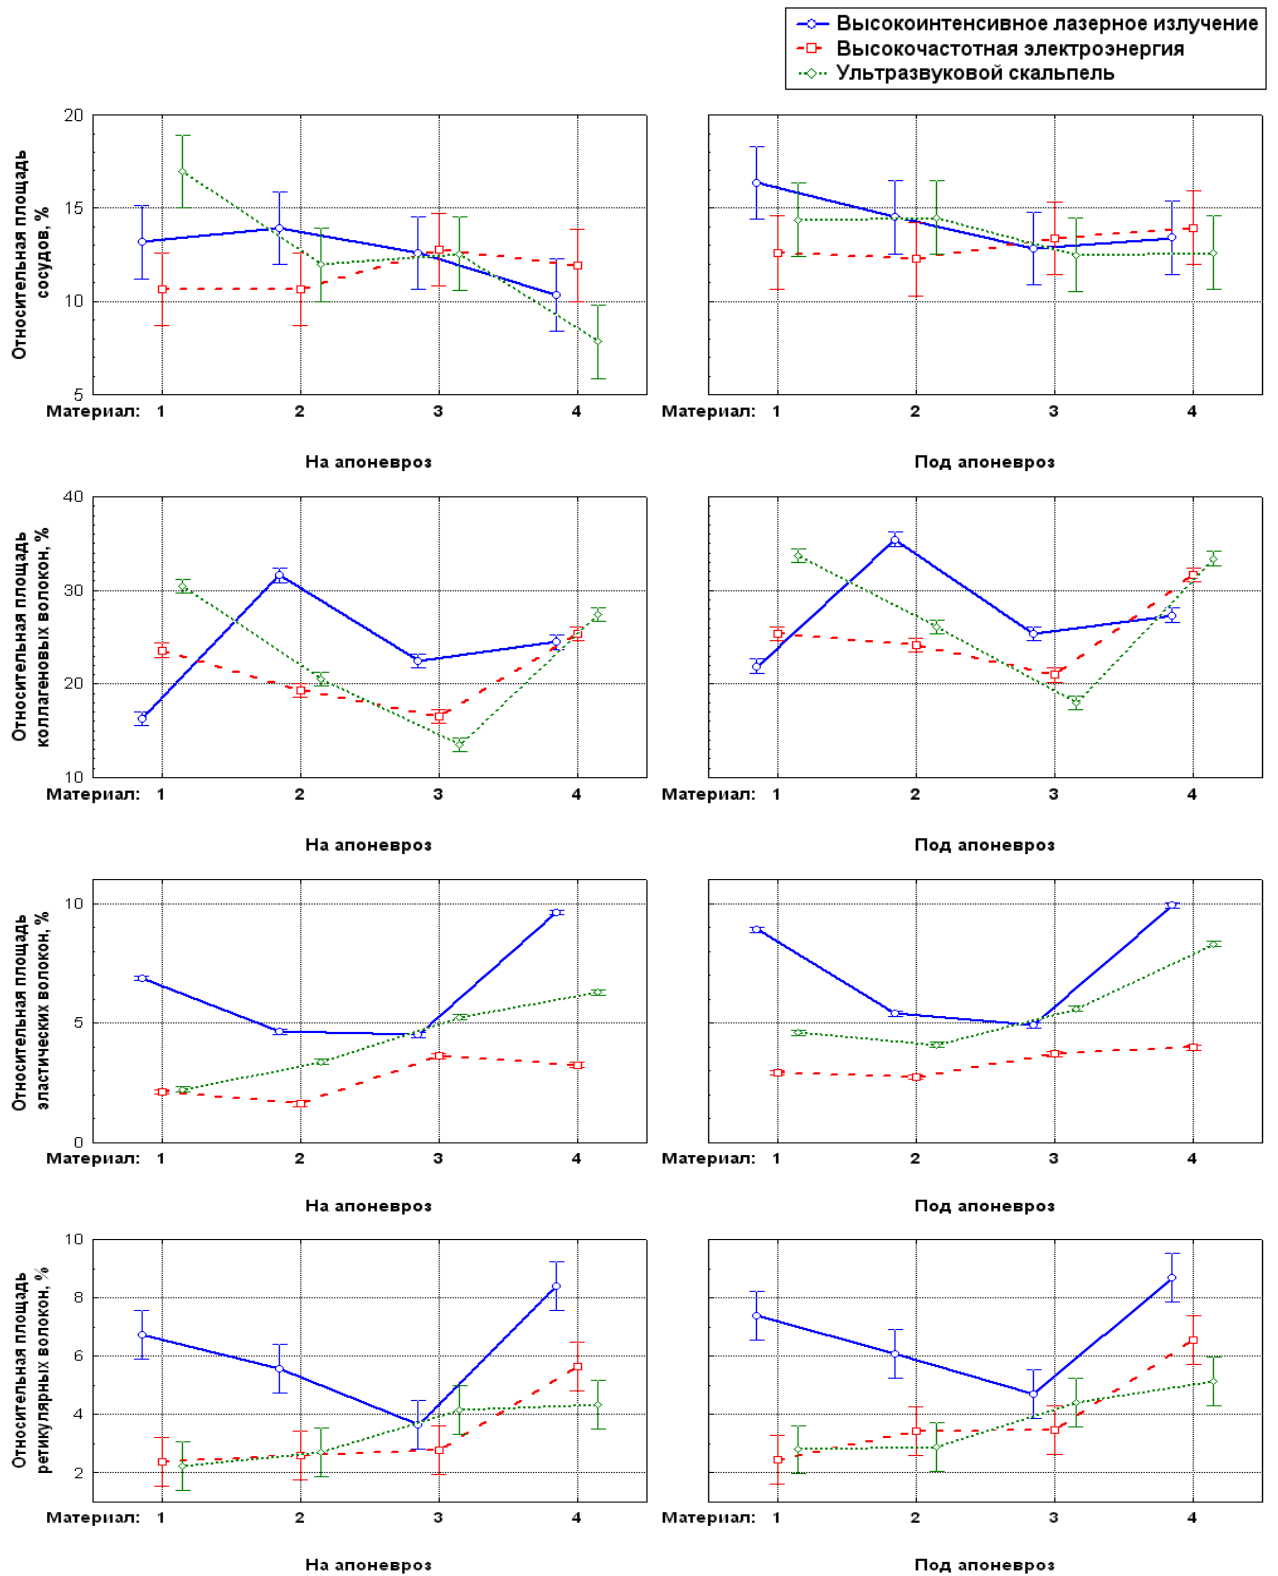 Высокоинтенсивное лазерное излучение
Высокочастотная электроэнергия
Ультразвуковой скальпель
Относительная площадь
сосудов, %
20
15
10
5
Материал: 1 2 3 4
На апоневроз
Материал: 1 2 3 4
Под апоневроз
Относительная площадь
коллагеновых волокон, %
40
30
20
10
Материал: 1 2 3 4
На апоневроз
Материал: 1 2 3 4
Под апоневроз
Относительная площадь
эластических волокон, %
10
5
0
Материал: 1 2 3 4
На апоневроз
Материал: 1 2 3 4
Под апоневроз
Относительная площадь
ретикулярных волокон, %
10
8
6
4
2
Материал: 1 2 3 4
На апоневроз
Материал: 1 2 3 4
Под апоневроз